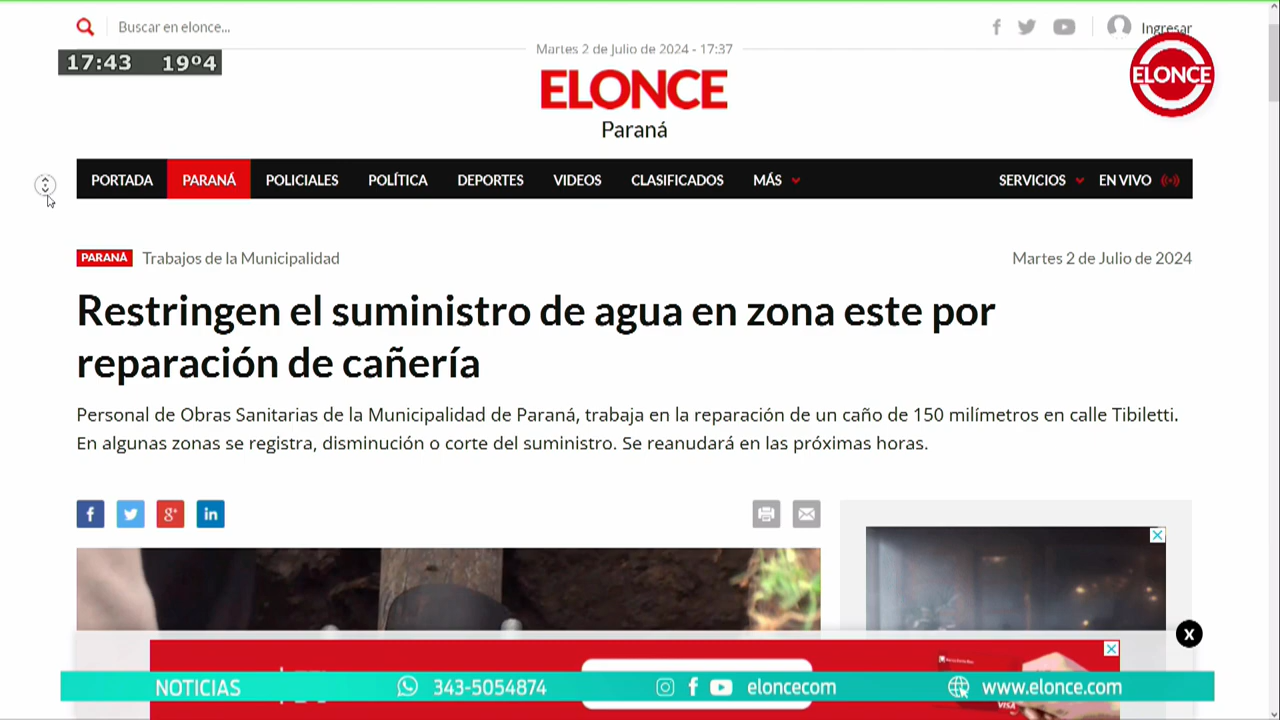 Buscar en elonce...
Ingresar
17:43 19º4
Martes 2 de Julio de 2024 - 17:37
ELONCE
ELONCE
Paraná
PORTADA PARANÁ POLICIALES POLÍTICA DEPORTES VIDEOS CLASIFICADOS MÁS SERVICIOS EN VIVO
PARANÁ Trabajos de la Municipalidad Martes 2 de Julio de 2024
Restringen el suministro de agua en zona este por
reparación de cañería
Personal de Obras Sanitarias de la Municipalidad de Paraná, trabaja en la reparación de un caño de 150 milímetros en calle Tibiletti.
En algunas zonas se registra, disminución o corte del suministro. Se reanudará en las próximas horas.
X
NOTICIAS 343-5054874 eloncecom www.elonce.com
VISA